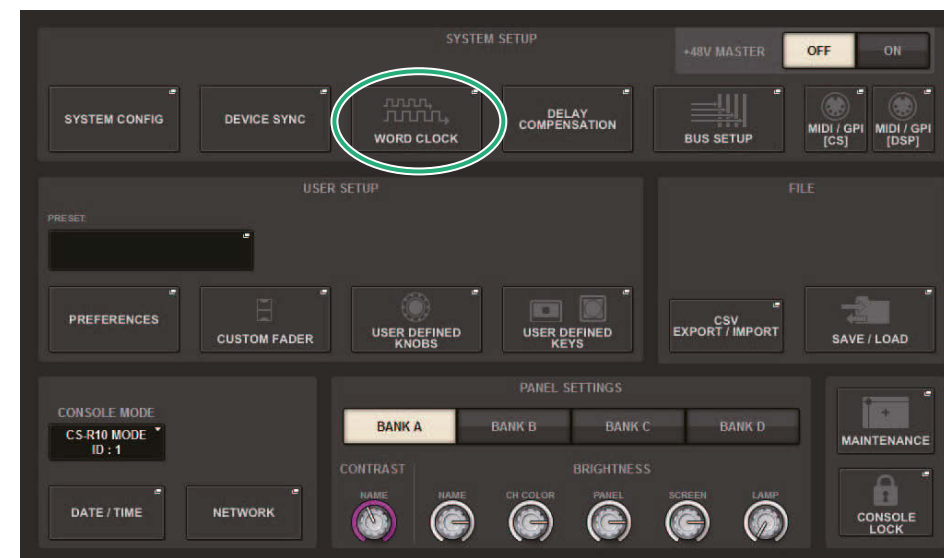 SYSTEM SETUP
+48V MASTER
OFF
ON
SYSTEM CONFIG
DEVICE SYNC
WORD CLOCK
DELAY
COMPENSATION
BUS SETUP
MIDI / GPI
[CS]
MIDI / GPI
[DSP]
USER SETUP
FILE
PRESET:
PREFERENCES
CUSTOM FADER
USER DEFINED
KNOBS
USER DEFINED
KEYS
CSV
EXPORT / IMPORT
SAVE / LOAD
CONSOLE MODE
CS-R10 MODE
ID : 1
DATE / TIME
NETWORK
PANEL SETTINGS
BANK A
BANK B
BANK C
BANK D
CONTRAST
BRIGHTNESS
NAME
NAME
CH COLOR
PANEL
SCREEN
LAMP
MAINTENANCE
CONSOLE
LOCK